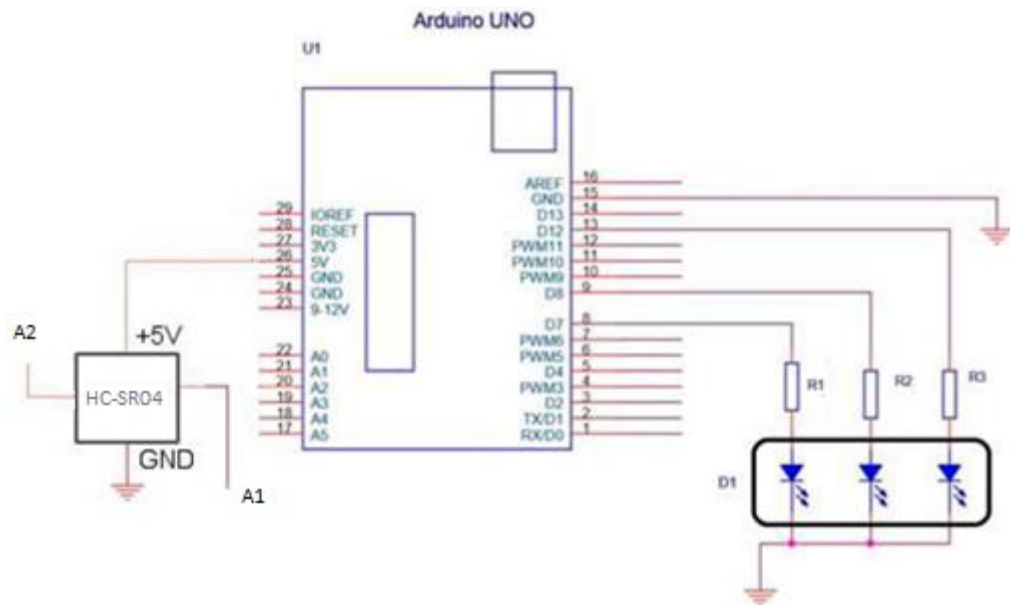 Arduino UNO
U1
AREF 16
GND 15
D13 14
D12 13
PWM11 12
PWM10 11
PWM9 10
D8 9
D7 8
PWM6 7
PWM5 6
D4 5
PWM3 4
D2 3
TX/D1 2
RX/D0 1
29 IOREF
28 RESET
27 3V3
26 5V
25 GND
24 GND
23 9-12V
22 A0
21 A1
20 A2
19 A3
18 A4
17 A5
A2
+5V
HC-SR04
GND
A1
R1
R2
R3
D1